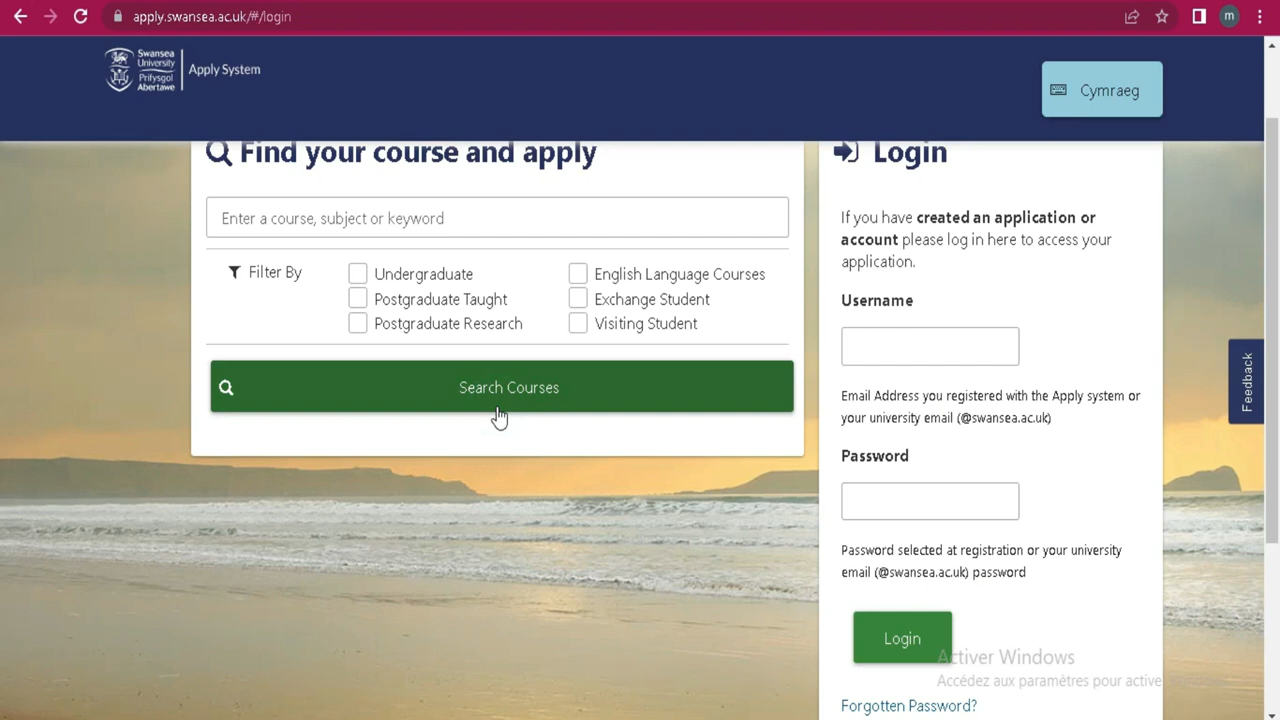 apply.swansea.ac.uk/#/login
m
Swansea
University
Prifysgol
Abertawe
Apply System
Cymraeg
Find your course and apply
Enter a course, subject or keyword
Filter By
Undergraduate
Postgraduate Taught
Postgraduate Research
English Language Courses
Exchange Student
Visiting Student
Search Courses
Login
If you have created an application or
account please log in here to access your
application.
Username
Email Address you registered with the Apply system or
your university email (@swansea.ac.uk)
Password
Password selected at registration or your university
email (@swansea.ac.uk) password
Login
Forgotten Password?
Feedback
Activer Windows
Accédez aux paramètres pour activer